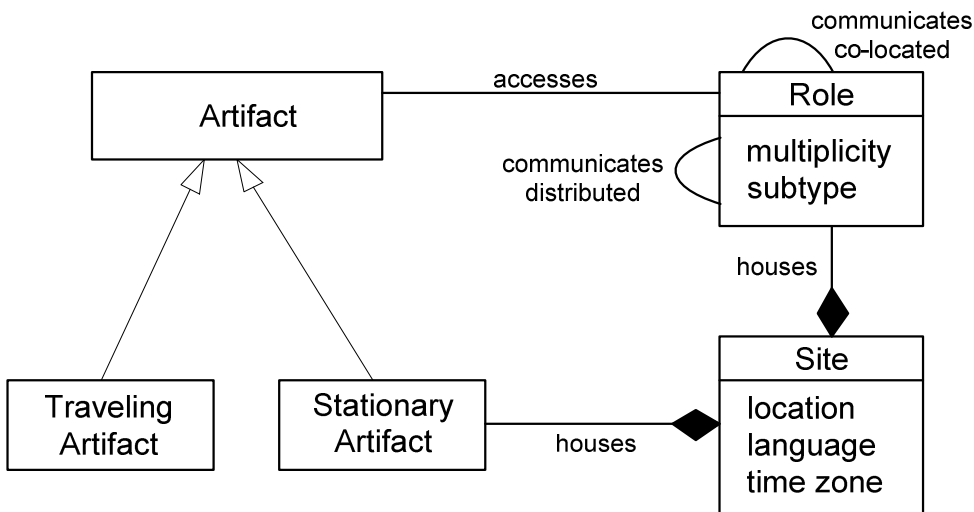 communicates
co-located
accesses
Artifact
Role
multiplicity
subtype
communicates
distributed
houses
Site
location
language
time zone
Traveling
Artifact
Stationary
Artifact
houses